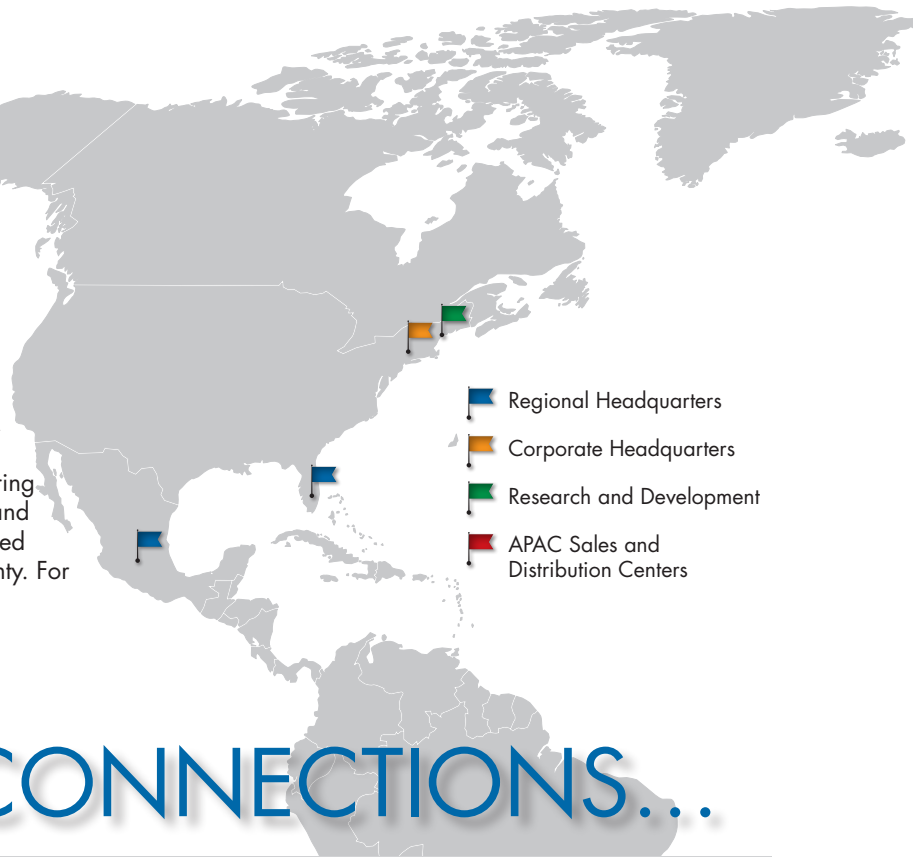 Regional Headquarters
Corporate Headquarters
Research and Development
APAC Sales and
Distribution Centers
CONNECTIONS...